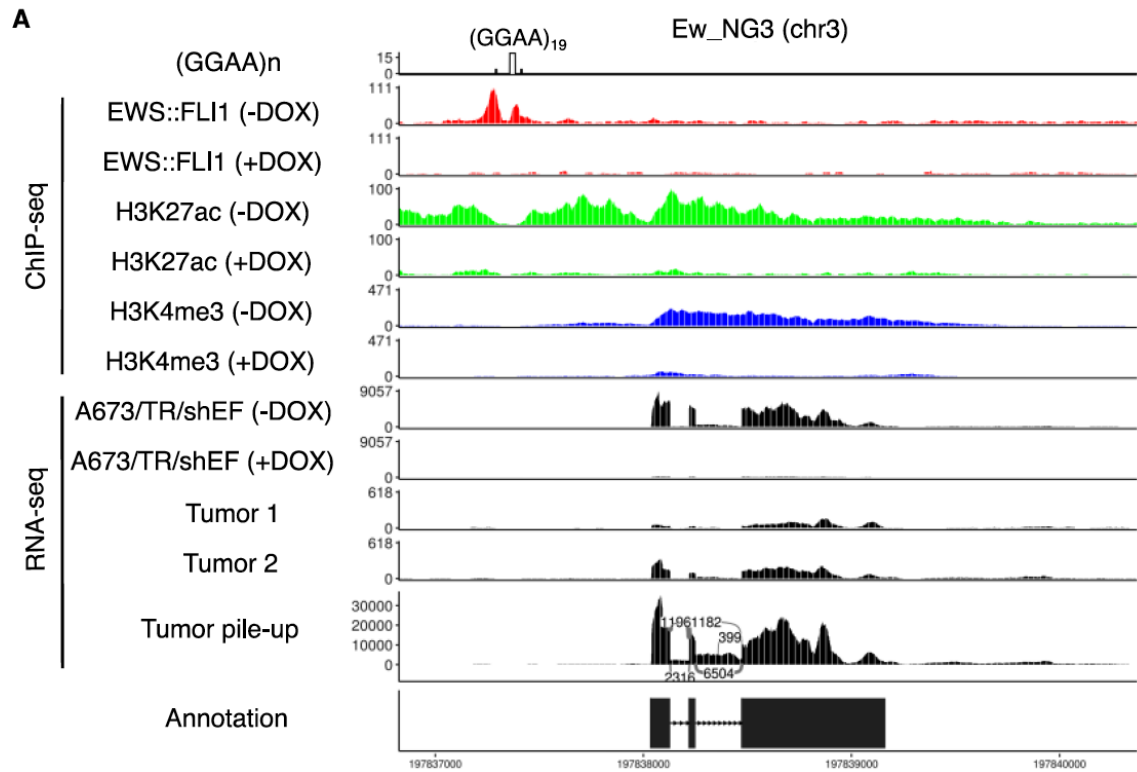 A
Ew_NG3 (chr3)
(GGAA)19
(GGAA)n
15
0
ChIP-seq
EWS::FLI1 (-DOX)
111
0
EWS::FLI1 (+DOX)
111
0
H3K27ac (-DOX)
100
0
H3K27ac (+DOX)
100
0
H3K4me3 (-DOX)
471
0
H3K4me3 (+DOX)
471
0
RNA-seq
A673/TR/shEF (-DOX)
9057
0
A673/TR/shEF (+DOX)
9057
0
Tumor 1
618
0
Tumor 2
618
0
Tumor pile-up
30000
20000
10000
0
11961182
399
2316
6504
Annotation
197837000 197838000 197839000 197840000